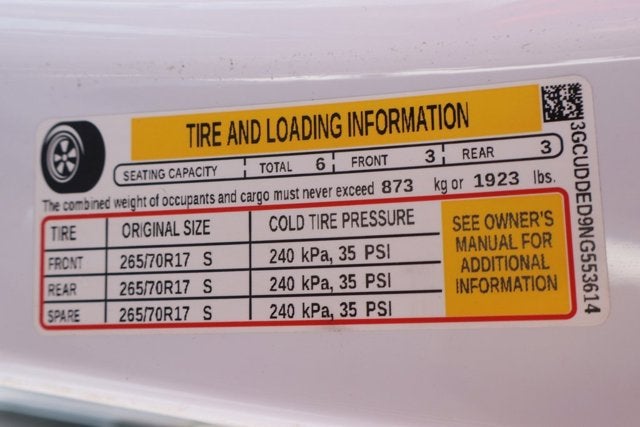 TIRE AND LOADING INFORMATION
SEATING CAPACITY TOTAL 6 FRONT 3 REAR 3
The combined weight of occupants and cargo must never exceed 873 kg or 1923 lbs.
TIRE ORIGINAL SIZE COLD TIRE PRESSURE
FRONT 265/70R17 S 240 kPa, 35 PSI
REAR 265/70R17 S 240 kPa, 35 PSI
SPARE 265/70R17 S 240 kPa, 35 PSI
SEE OWNER'S
MANUAL FOR
ADDITIONAL
INFORMATION
3GCUDDED9NG553614